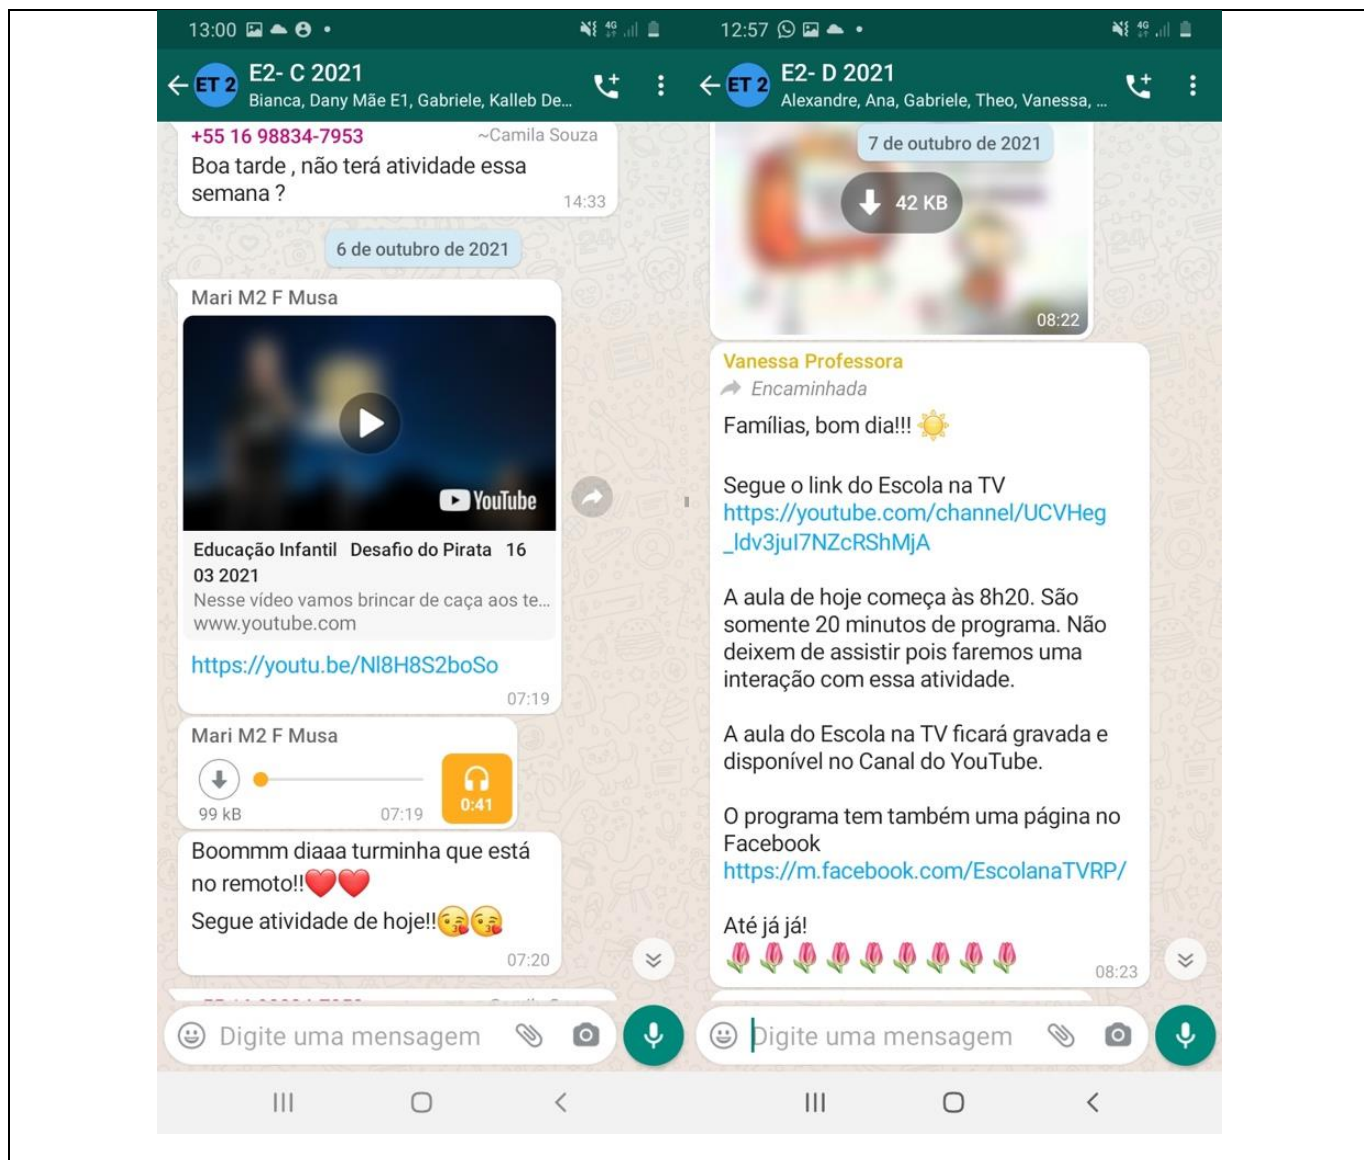 13:00
4G
E2- C 2021
Bianca, Dany Mãe E1, Gabriele, Kalleb De...
ET 2
+55 16 98834-7953 ~Camila Souza
Boa tarde , não terá atividade essa
semana ?
14:33
6 de outubro de 2021
Mari M2 F Musa
YouTube
Educação Infantil Desafio do Pirata 16
03 2021
Nesse vídeo vamos brincar de caça aos te...
www.youtube.com
https://youtu.be/Nl8H8S2boSo
07:19
Mari M2 F Musa
0:41
99 kB 07:19
Boommm diaaa turminha que está
no remoto!!❤️❤️
Segue atividade de hoje!!😘😘
07:20
Digite uma mensagem
12:57
4G
E2- D 2021
Alexandre, Ana, Gabriele, Theo, Vanessa, ...
ET 2
7 de outubro de 2021
42 KB
08:22
Vanessa Professora
Encaminhada
Famílias, bom dia!!! ☀️
Segue o link do Escola na TV
https://youtube.com/channel/UCVHeg
_ldv3juI7NZcRShMjA
A aula de hoje começa às 8h20. São
somente 20 minutos de programa. Não
deixem de assistir pois faremos uma
interação com essa atividade.
A aula do Escola na TV ficará gravada e
disponível no Canal do YouTube.
O programa tem também uma página no
Facebook
https://m.facebook.com/EscolanaTVRP/
Até já já!
🌷🌷🌷🌷🌷🌷🌷🌷🌷
08:23
Digite uma mensagem